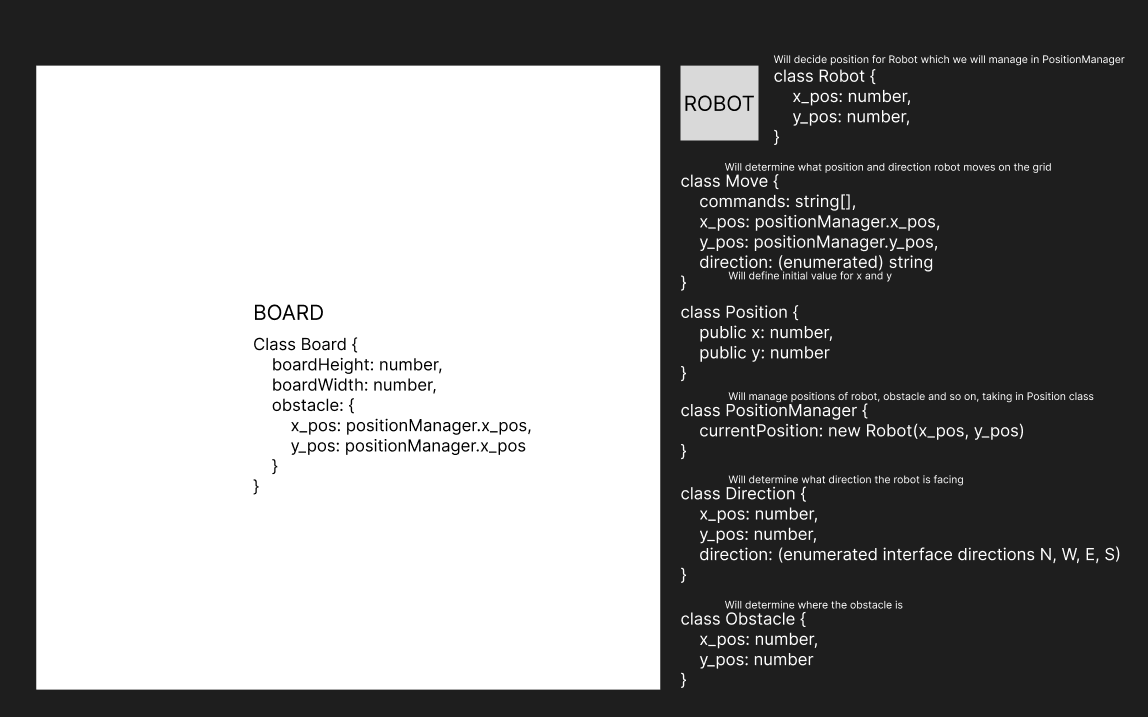 BOARD
Class Board {
boardHeight: number,
boardWidth: number,
obstacle: {
x_pos: positionManager.x_pos,
y_pos: positionManager.x_pos
}
}
ROBOT
Will decide position for Robot which we will manage in PositionManager
class Robot {
x_pos: number,
y_pos: number,
}
Will determine what position and direction robot moves on the grid
class Move {
commands: string[],
x_pos: positionManager.x_pos,
y_pos: positionManager.y_pos,
direction: (enumerated) string
}
Will define initial value for x and y
class Position {
public x: number,
public y: number
}
Will manage positions of robot, obstacle and so on, taking in Position class
class PositionManager {
currentPosition: new Robot(x_pos, y_pos)
}
Will determine what direction the robot is facing
class Direction {
x_pos: number,
y_pos: number,
direction: (enumerated interface directions N, W, E, S)
}
Will determine where the obstacle is
class Obstacle {
x_pos: number,
y_pos: number
}